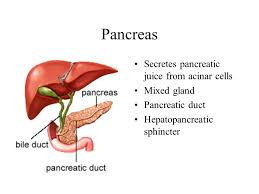 Pancreas
• Secretes pancreatic
juice from acinar cells
• Mixed gland
• Pancreatic duct
• Hepatopancreatic
sphincter
pancreas
bile duct
pancreatic duct